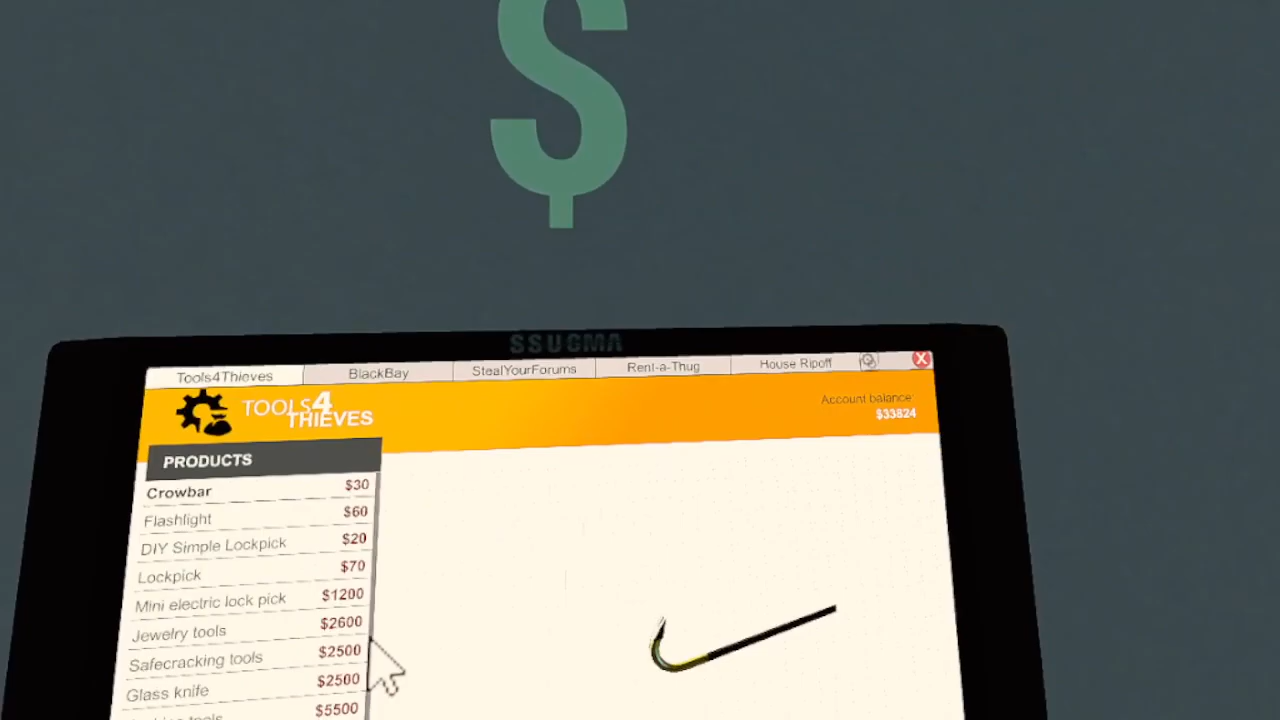 $
SSUGMA
Tools4Thieves BlackBay StealYourForums Rent-a-Thug House Ripoff X
TOOLS4 THIEVES
Account balance:
$33824
PRODUCTS
Crowbar $30
Flashlight $60
DIY Simple Lockpick $20
Lockpick $70
Mini electric lock pick $1200
Jewelry tools $2600
Safecracking tools $2500
Glass knife $2500
tools $5500